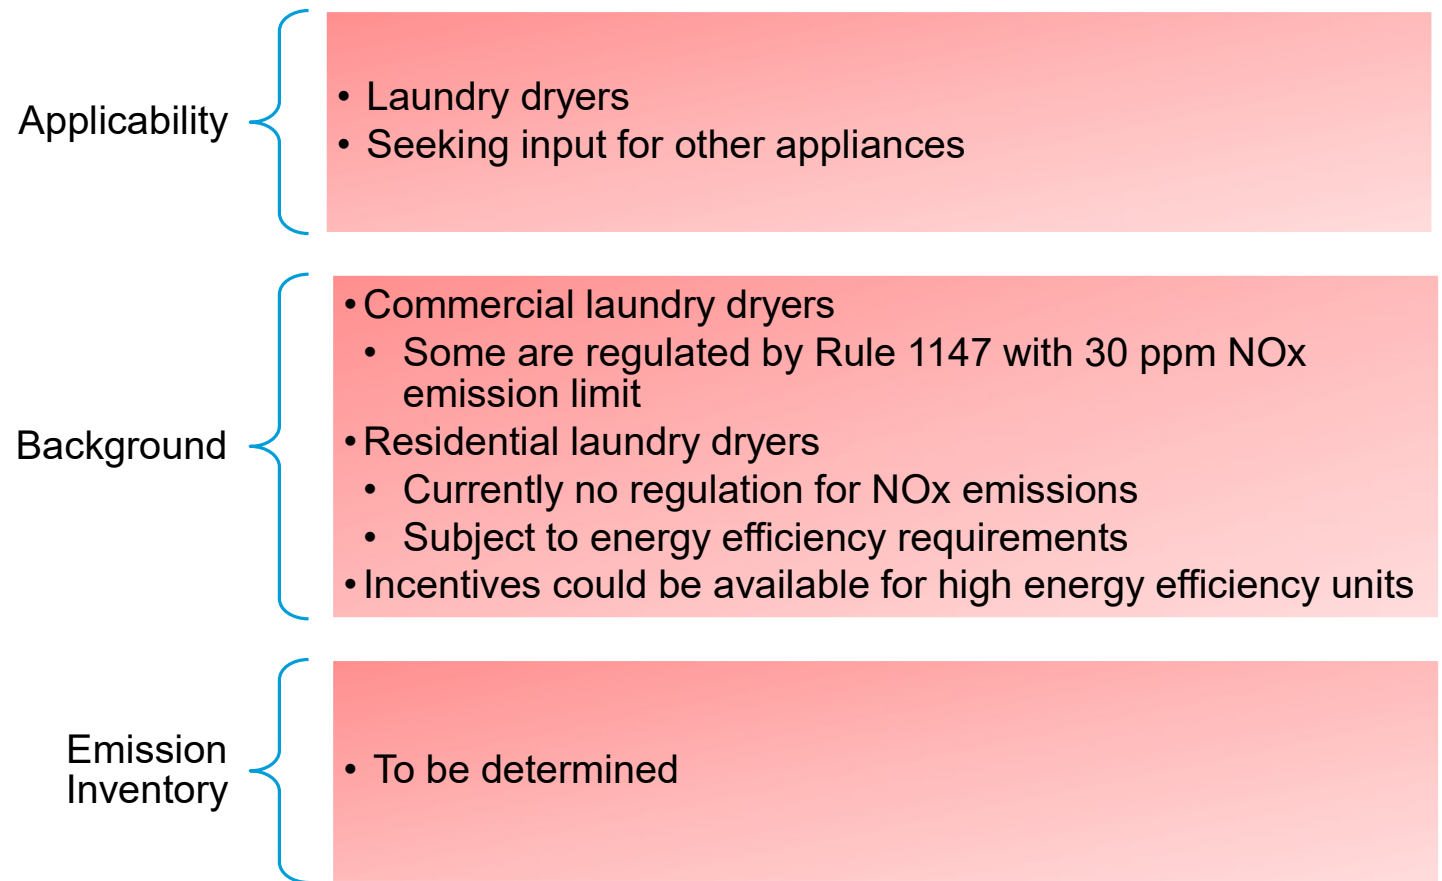 Applicability
• Laundry dryers
• Seeking input for other appliances
Background
• Commercial laundry dryers
• Some are regulated by Rule 1147 with 30 ppm NOx
emission limit
• Residential laundry dryers
• Currently no regulation for NOx emissions
• Subject to energy efficiency requirements
• Incentives could be available for high energy efficiency units
Emission
Inventory
• To be determined